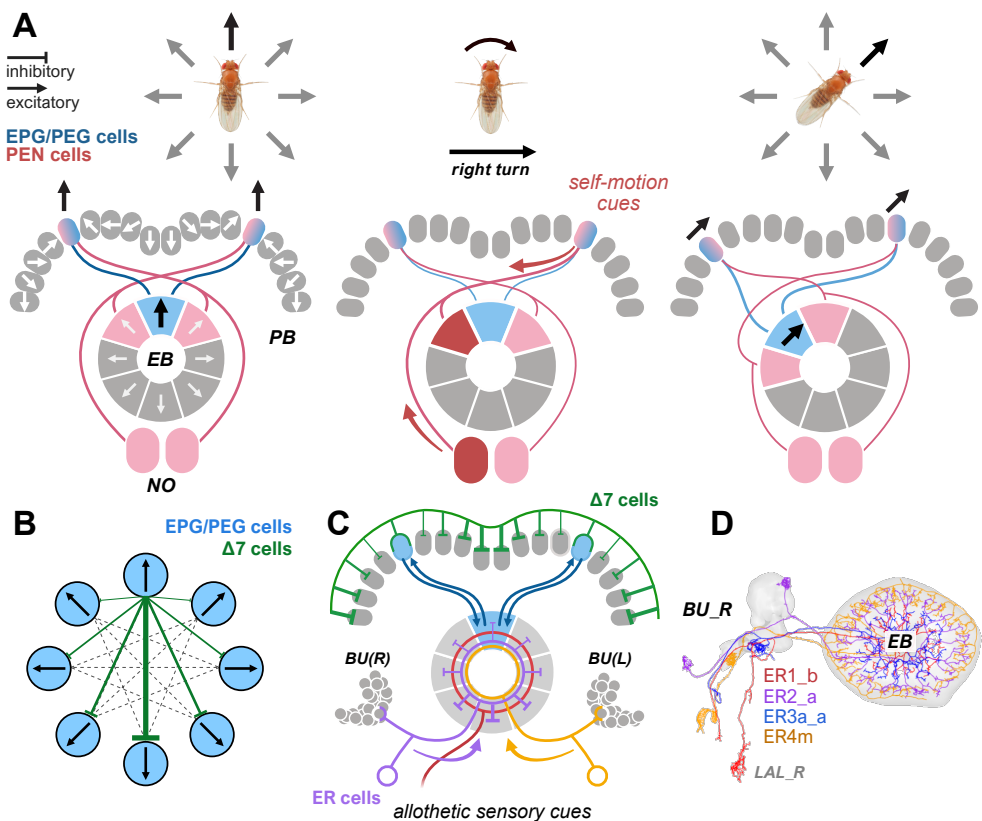 A
inhibitory
excitatory
EPG/PEG cells
PEN cells
right turn
self-motion
cues
PB
EB
NO
B
EPG/PEG cells
Δ7 cells
C
Δ7 cells
BU(R)
BU(L)
ER cells
allothetic sensory cues
D
BU_R
EB
ER1_b
ER2_a
ER3a_a
ER4m
LAL_R